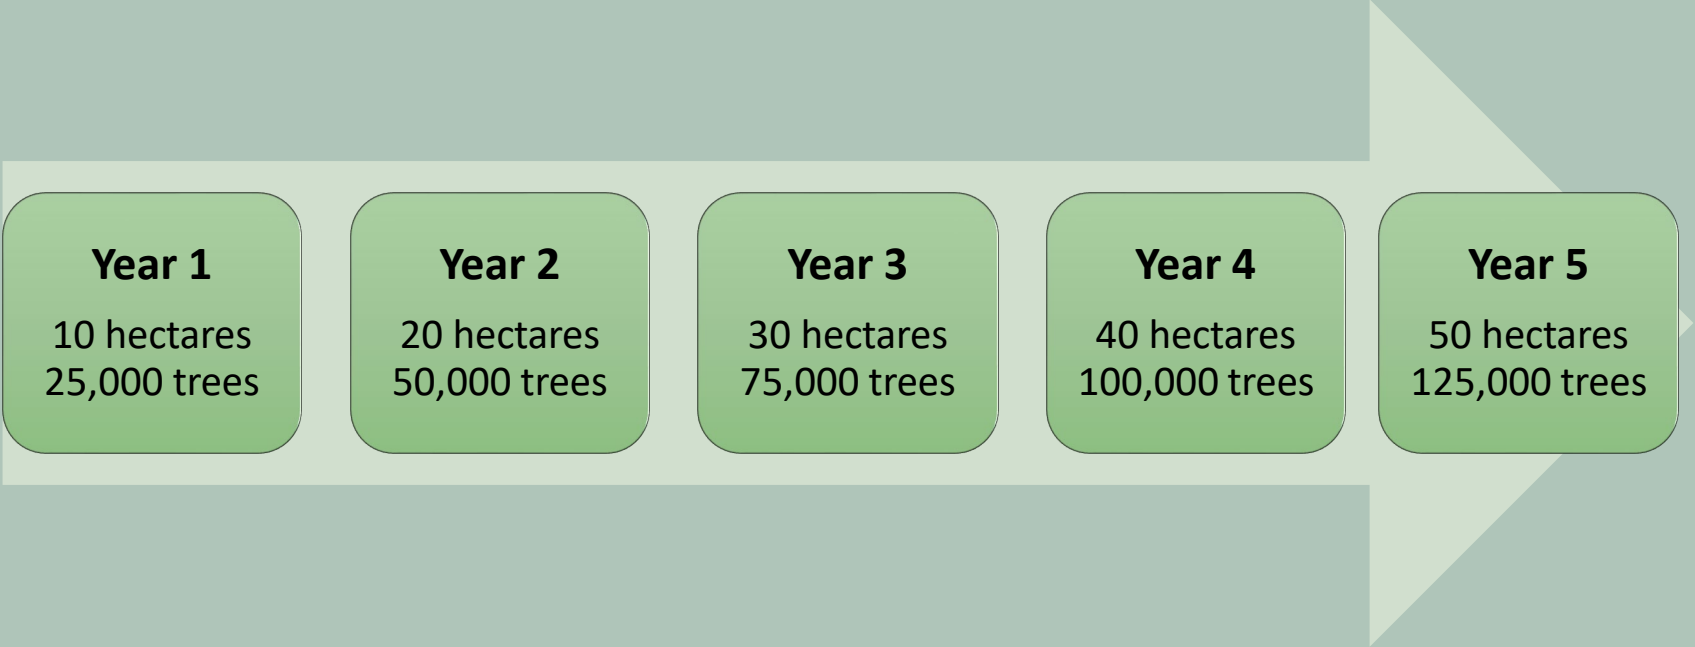 Year 1
10 hectares
25,000 trees
Year 2
20 hectares
50,000 trees
Year 3
30 hectares
75,000 trees
Year 4
40 hectares
100,000 trees
Year 5
50 hectares
125,000 trees